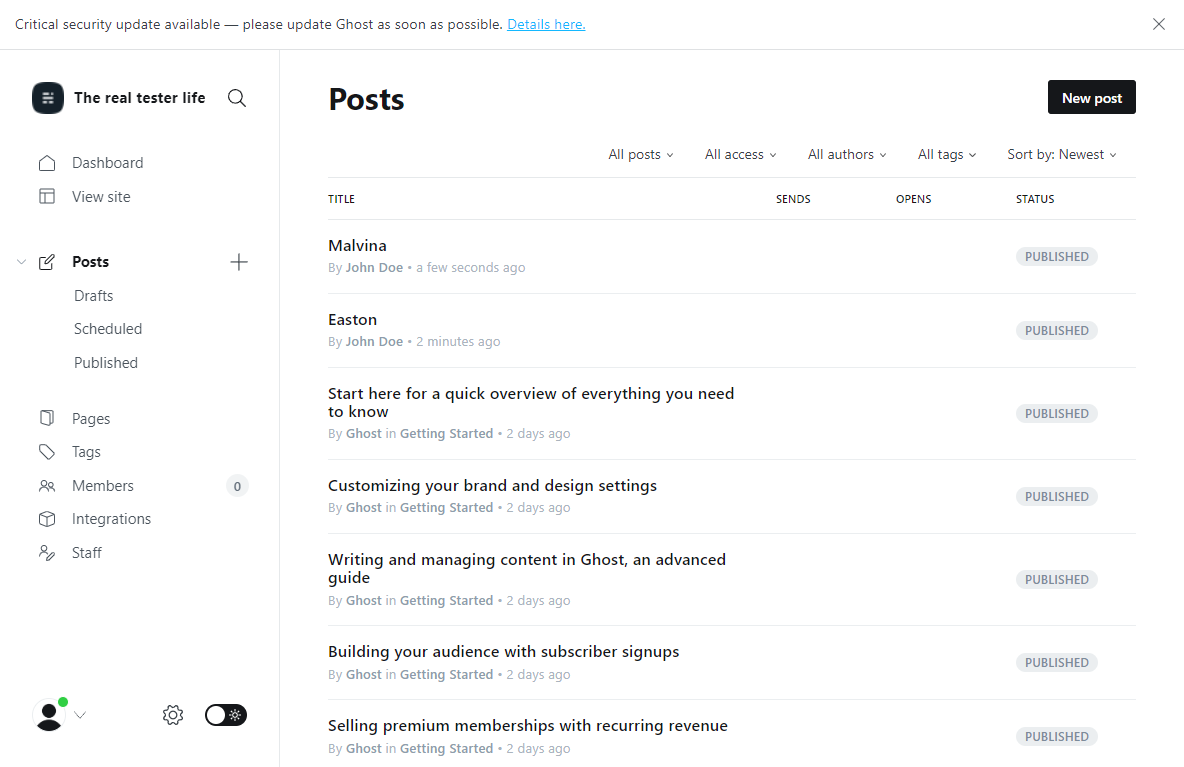 Critical security update available — please update Ghost as soon as possible. Details here.
The real tester life
Dashboard
View site
Posts
Drafts
Scheduled
Published
Pages
Tags
Members 0
Integrations
Staff
Posts
New post
All posts All access All authors All tags Sort by: Newest
TITLE SENDS OPENS STATUS
Malvina
By John Doe • a few seconds ago
PUBLISHED
Easton
By John Doe • 2 minutes ago
PUBLISHED
Start here for a quick overview of everything you need
to know
By Ghost in Getting Started • 2 days ago
PUBLISHED
Customizing your brand and design settings
By Ghost in Getting Started • 2 days ago
PUBLISHED
Writing and managing content in Ghost, an advanced
guide
By Ghost in Getting Started • 2 days ago
PUBLISHED
Building your audience with subscriber signups
By Ghost in Getting Started • 2 days ago
PUBLISHED
Selling premium memberships with recurring revenue
By Ghost in Getting Started • 2 days ago
PUBLISHED